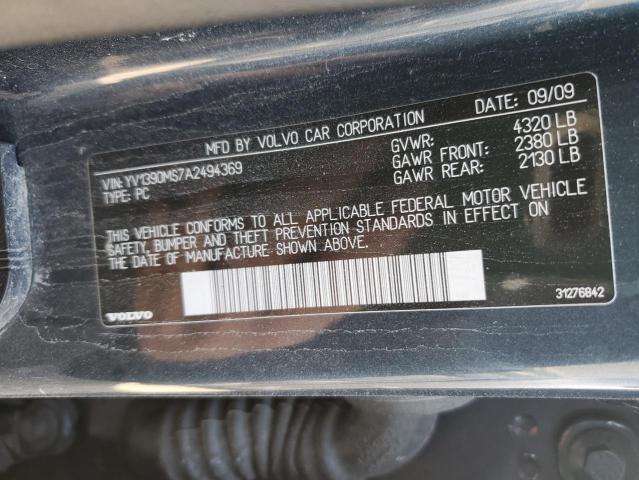 MFD BY VOLVO CAR CORPORATION DATE: 09/09
VIN: YV1390MS7A2494369 GVWR: 4320 LB
TYPE: PC GAWR FRONT: 2380 LB
GAWR REAR: 2130 LB
THIS VEHICLE CONFORMS TO ALL APPLICABLE FEDERAL MOTOR VEHICLE
SAFETY, BUMPER AND THEFT PREVENTION STANDARDS IN EFFECT ON
THE DATE OF MANUFACTURE SHOWN ABOVE.
VOLVO 31276842